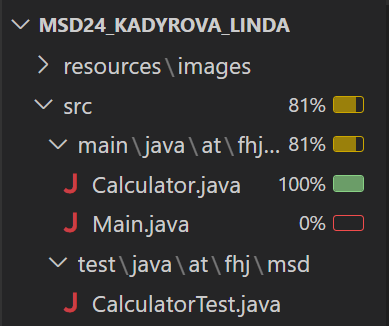 MSD24_KADYROVA_LINDA
resources\images
src 81%
main\java\at\fhj... 81%
J Calculator.java 100%
J Main.java 0%
test\java\at\fhj\msd
J CalculatorTest.java